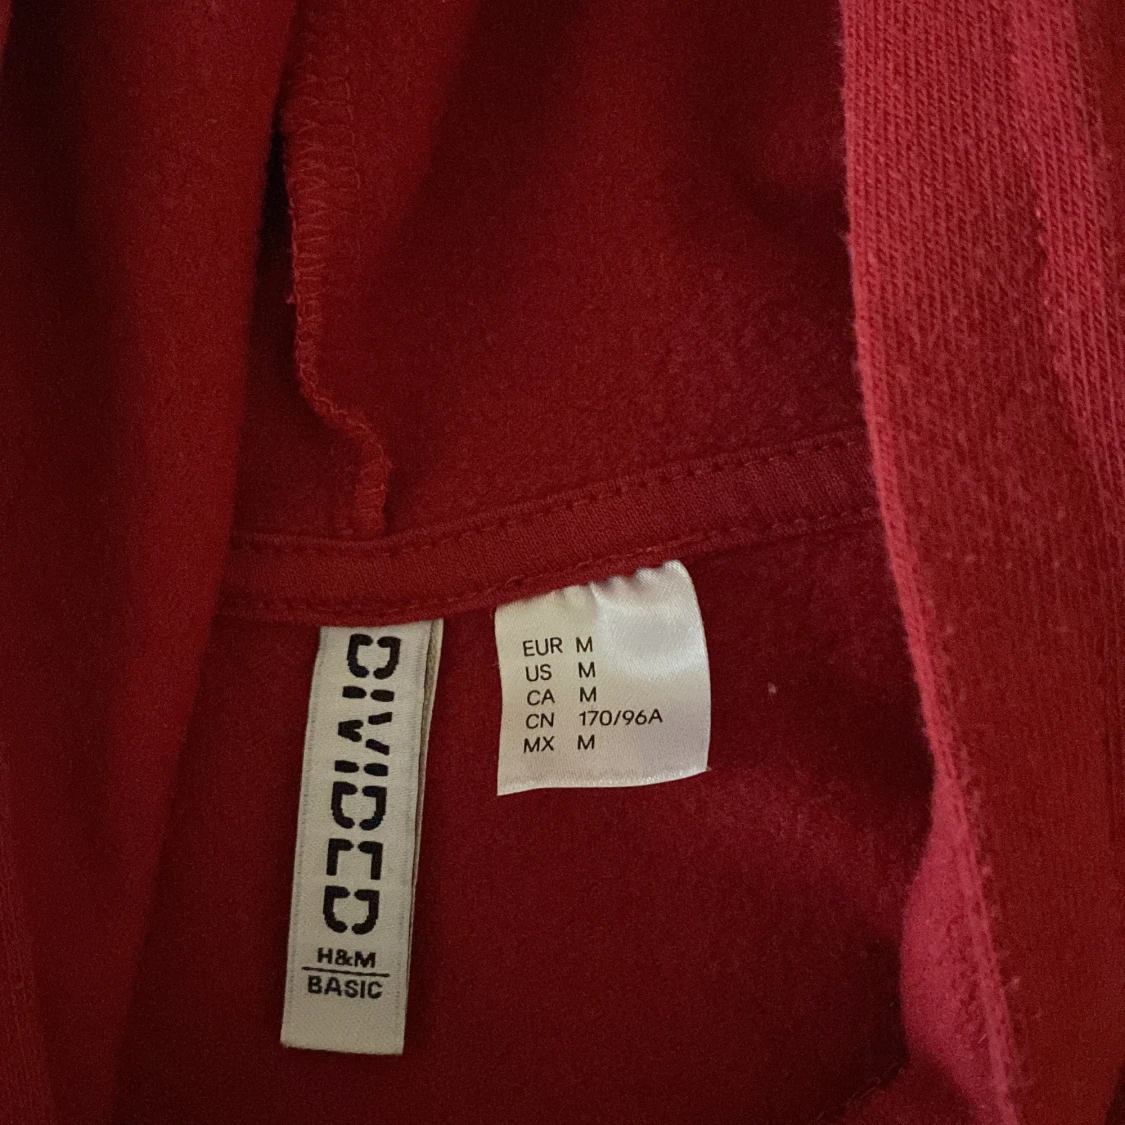 DIVIDED
H&M
BASIC
EUR M
US M
CA M
CN 170/96A
MX M